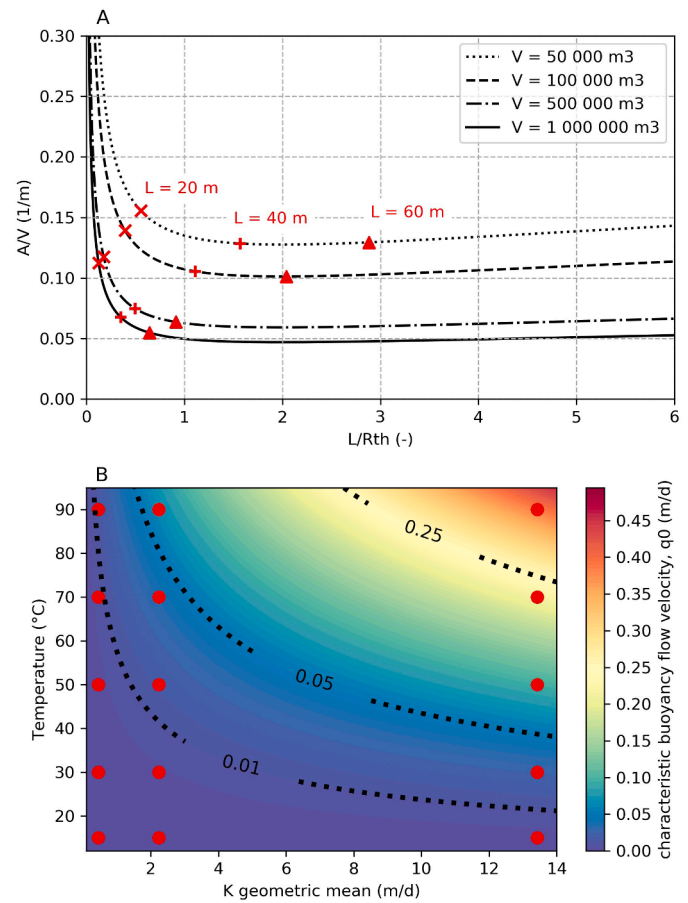 A
0.30
0.25
0.20
0.15
0.10
0.05
0.00
A/V (1/m)
V = 50 000 m3
V = 100 000 m3
V = 500 000 m3
V = 1 000 000 m3
L = 20 m
L = 40 m
L = 60 m
0 1 2 3 4 5 6
L/Rth (-)
B
90
80
70
60
50
40
30
20
Temperature (°C)
0.25
0.05
0.01
2 4 6 8 10 12 14
K geometric mean (m/d)
0.45
0.40
0.35
0.30
0.25
0.20
0.15
0.10
0.05
0.00
characteristic buoyancy flow velocity, q0 (m/d)